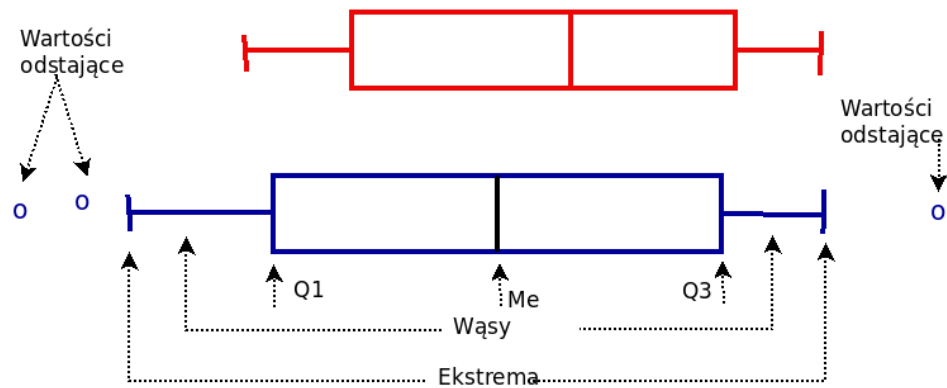 Wartości
odstające
Wartości
odstające
o
o
o
Q1
Me
Q3
Wąsy
Ekstrema